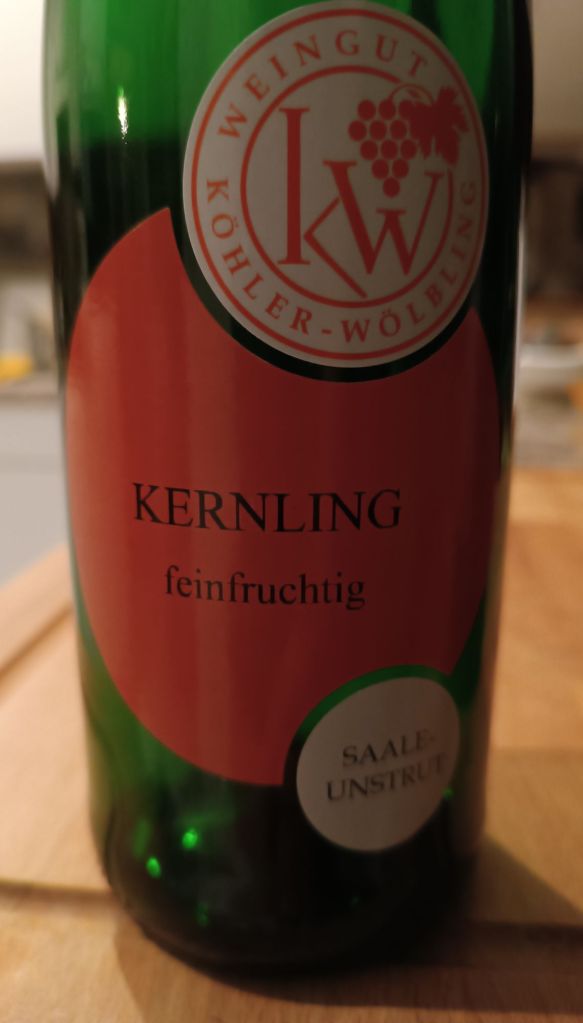 WEINGUT
KÖHLER-WÖLBLING
KW
KERNLING
feinfruchtig
SAALE-
UNSTRUT